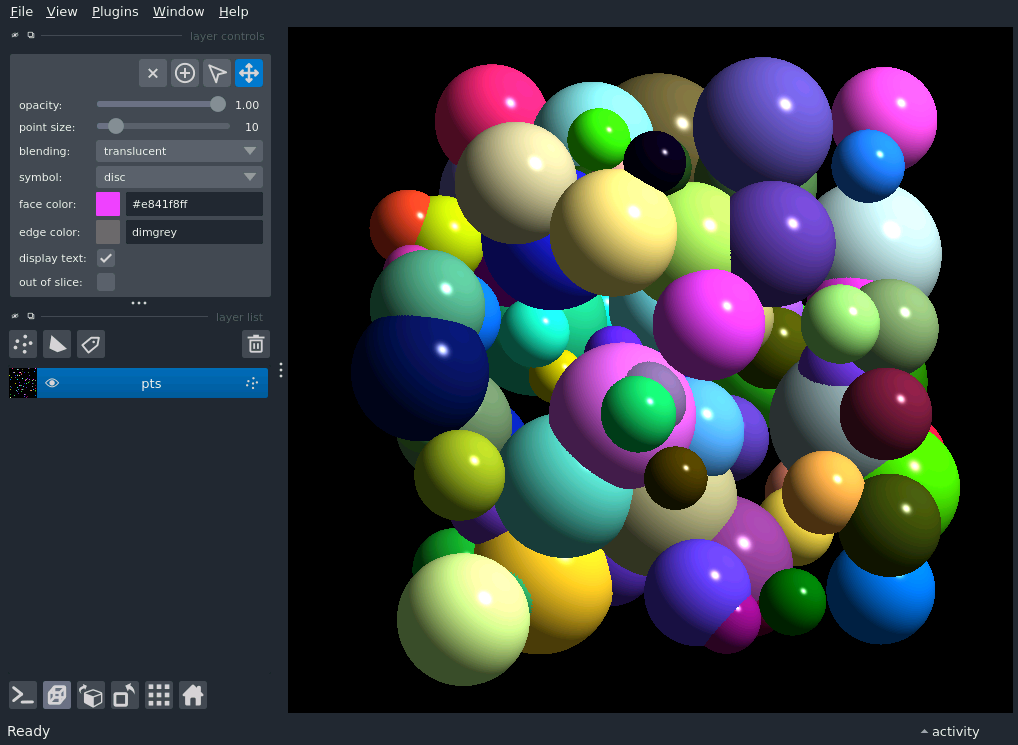 File View Plugins Window Help
layer controls
opacity: 1.00
point size: 10
blending: translucent
symbol: disc
face color: #e841f8ff
edge color: dimgrey
display text:
out of slice:
layer list
pts
Ready activity